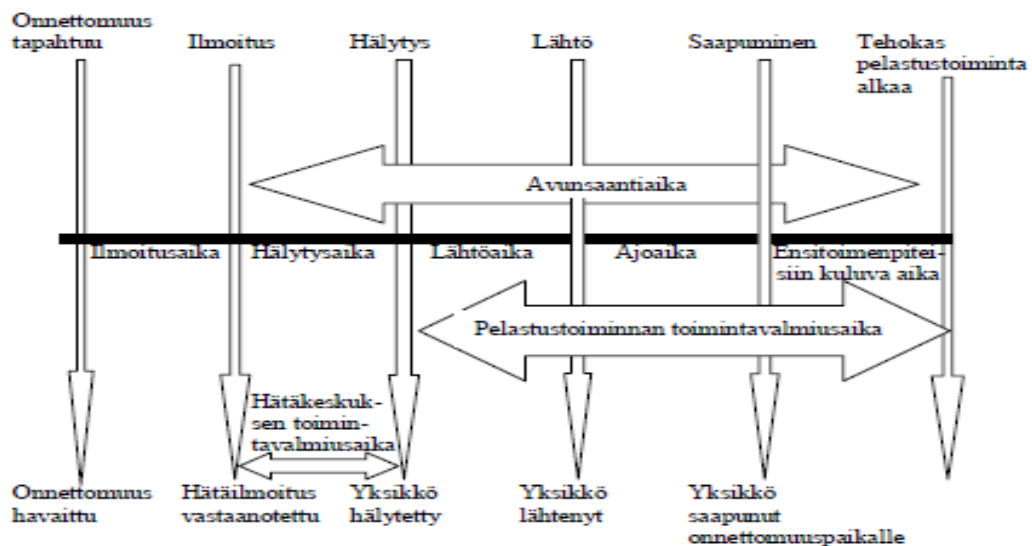 Onnettomuus
tapahtuu
Ilmoitus
Hälytys
Lähtö
Saapuminen
Tehokas
pelastustoiminta
alkaa
Avunsaantiaika
Ilmoitusaika
Hälytysaika
Lähtöaika
Ajoaika
Ensitoimenpitei-
siin kuluva aika
Pelastustoiminnan toimintavalmiusaika
Hätäkeskuk-
sen toimin-
tavalmiusaika
Onnettomuus
havaittu
Hätäilmoitus
vastaanotettu
Yksikkö
hälytetty
Yksikkö
lähtenyt
Yksikkö
saapunut
onnettomuuspaikalle